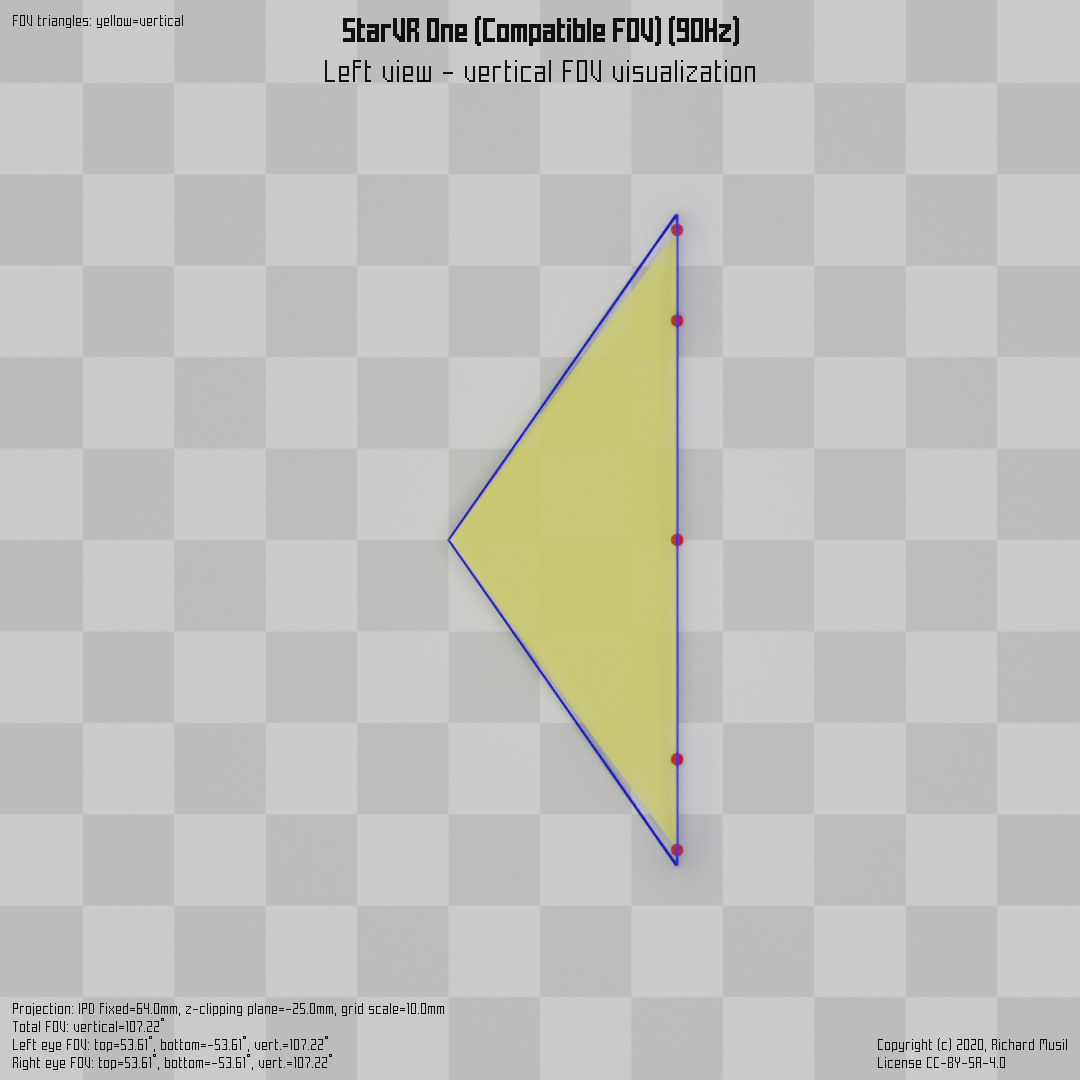 FOV triangles: yellow=vertical
StarVR One (Compatible FOV) (90Hz)
Left view - vertical FOV visualization
Projection: IPD fixed=64.0mm, z-clipping plane=-25.0mm, grid scale=10.0mm
Total FOV: vertical=107.22°
Left eye FOV: top=53.61°, bottom=-53.61°, vert.=107.22°
Right eye FOV: top=53.61°, bottom=-53.61°, vert.=107.22°
Copyright (c) 2020, Richard Musil
License CC-BY-SA-4.0